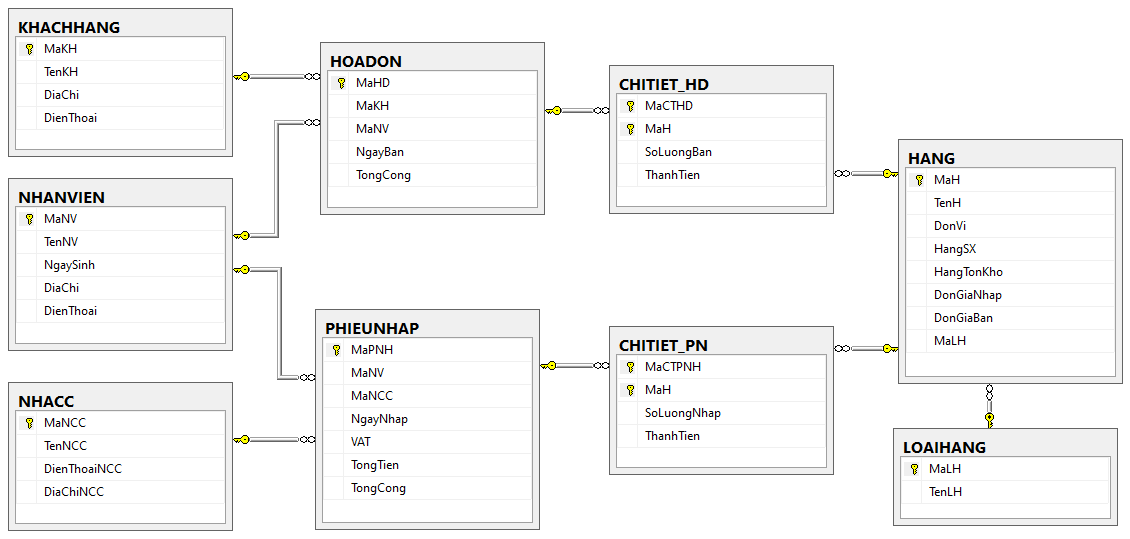 KHACHHANG
MaKH
TenKH
DiaChi
DienThoai
NHANVIEN
MaNV
TenNV
NgaySinh
DiaChi
DienThoai
NHACC
MaNCC
TenNCC
DienThoaiNCC
DiaChiNCC
HOADON
MaHD
MaKH
MaNV
NgayBan
TongCong
PHIEUNHAP
MaPNH
MaNV
MaNCC
NgayNhap
VAT
TongTien
TongCong
CHITIET_HD
MaCTHD
MaH
SoLuongBan
ThanhTien
CHITIET_PN
MaCTPNH
MaH
SoLuongNhap
ThanhTien
HANG
MaH
TenH
DonVi
HangSX
HangTonKho
DonGiaNhap
DonGiaBan
MaLH
LOAIHANG
MaLH
TenLH